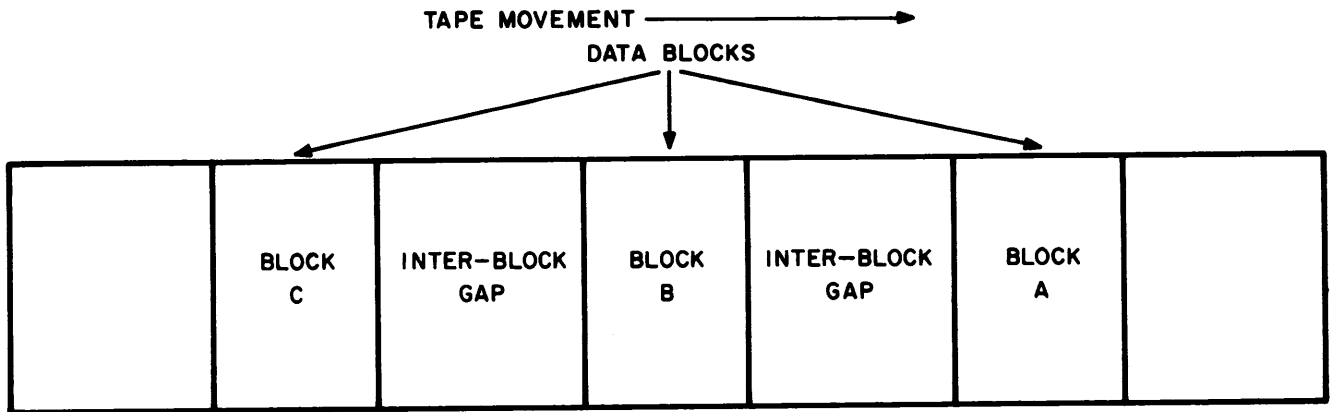 TAPE MOVEMENT
DATA BLOCKS
BLOCK
C
INTER-BLOCK
GAP
BLOCK
B
INTER-BLOCK
GAP
BLOCK
A